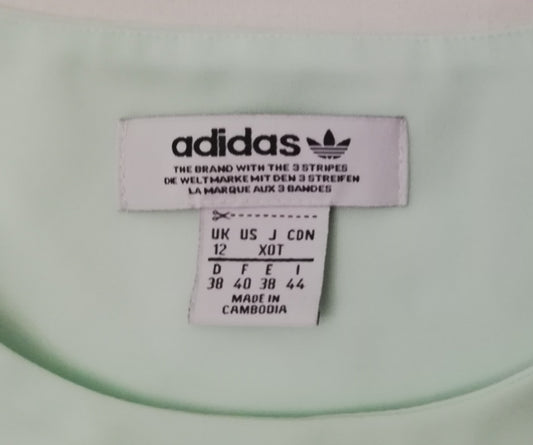 adidas
THE BRAND WITH THE 3 STRIPES
DIE WELTMARKE MIT DEN 3 STREIFEN
LA MARQUE AUX 3 BANDES
UK US J CDN
12 XOT
D F E I
38 40 38 44
MADE IN
CAMBODIA